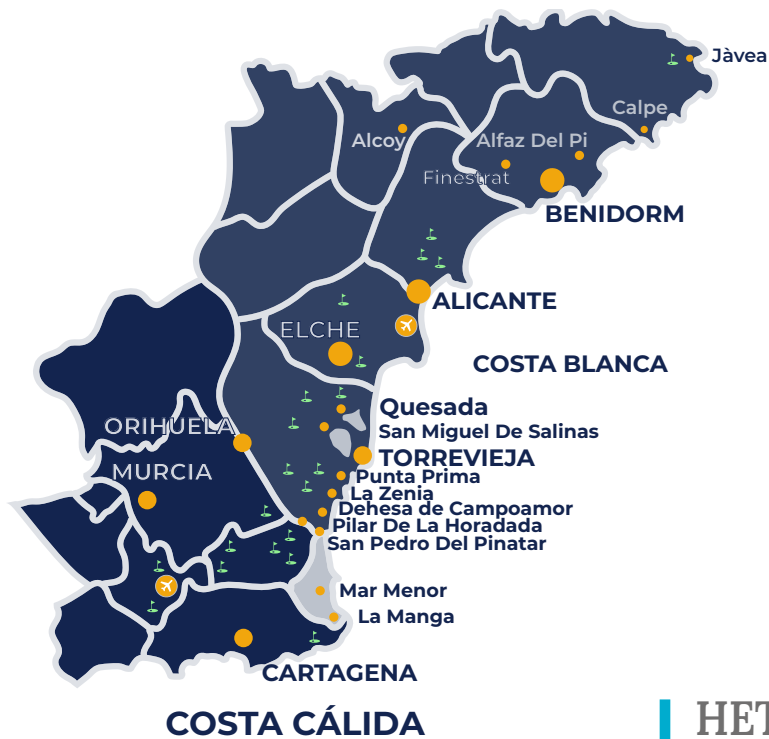 Jàvea
Calpe
Alcoy
Alfaz Del Pi
Finestrat
BENIDORM
ALICANTE
ELCHE
COSTA BLANCA
Quesada
ORIHUELA
San Miguel De Salinas
TORREVIEJA
MURCIA
Punta Prima
La Zenia
Dehesa de Campoamor
Pilar De La Horadada
San Pedro Del Pinatar
Mar Menor
La Manga
CARTAGENA
COSTA CÁLIDA
HET